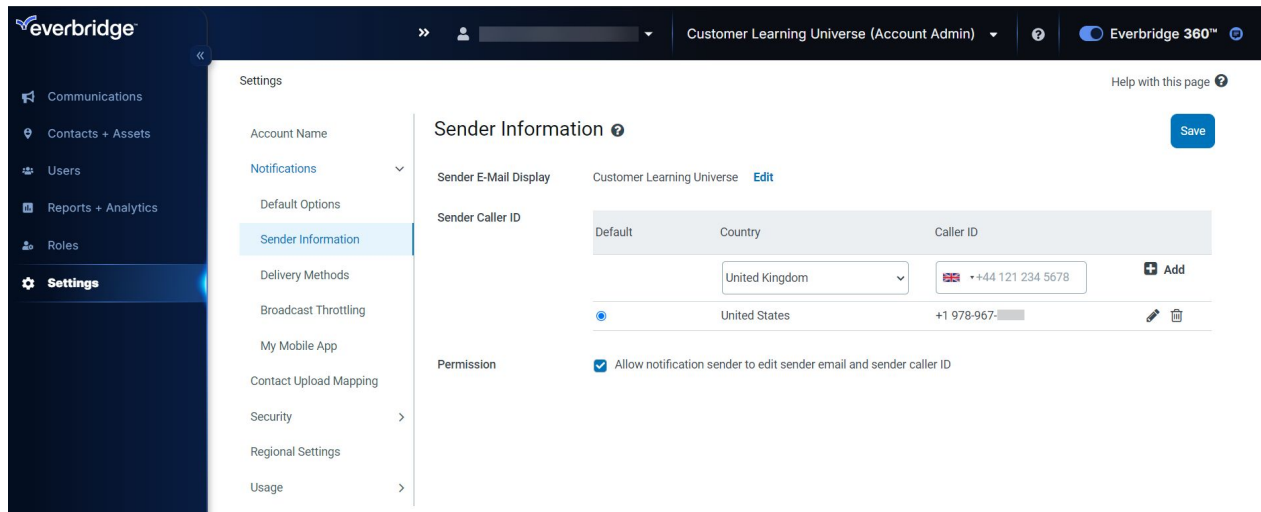 everbridge™
Customer Learning Universe (Account Admin)
Everbridge 360™
Communications
Contacts + Assets
Users
Reports + Analytics
Roles
Settings
Settings
Help with this page
Account Name
Notifications
Default Options
Sender Information
Delivery Methods
Broadcast Throttling
My Mobile App
Contact Upload Mapping
Security
Regional Settings
Usage
Sender Information
Save
Sender E-Mail Display Customer Learning Universe Edit
Sender Caller ID
Default Country Caller ID
United Kingdom +44 121 234 5678 Add
United States +1 978-967-
Permission Allow notification sender to edit sender email and sender caller ID